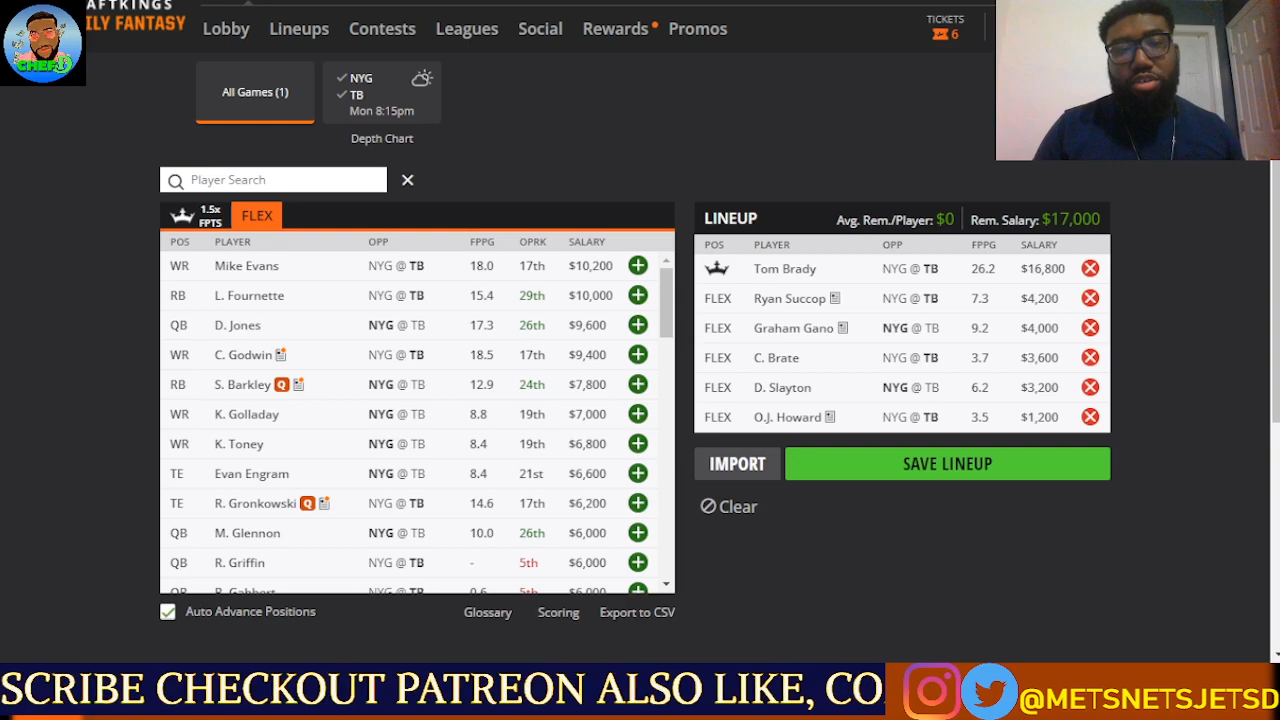 AFTKINGS
ILY FANTASY
Lobby Lineups Contests Leagues Social Rewards Promos
TICKETS
6
CHEF
All Games (1)
NYG
TB
Mon 8:15pm
Depth Chart
Player Search
1.5x
FPTS
FLEX
POS PLAYER OPP FPPG OPRK SALARY
WR Mike Evans NYG @ TB 18.0 17th $10,200
RB L. Fournette NYG @ TB 15.4 29th $10,000
QB D. Jones NYG @ TB 17.3 26th $9,600
WR C. Godwin NYG @ TB 18.5 17th $9,400
RB S. Barkley Q NYG @ TB 12.9 24th $7,800
WR K. Golladay NYG @ TB 8.8 19th $7,000
WR K. Toney NYG @ TB 8.4 19th $6,800
TE Evan Engram NYG @ TB 8.4 21st $6,600
TE R. Gronkowski Q NYG @ TB 14.6 17th $6,200
QB M. Glennon NYG @ TB 10.0 26th $6,000
QB R. Griffin NYG @ TB - 5th $6,000
QB R. Gabbert NYG @ TB 0.6 5th $6,000
Auto Advance Positions
Glossary Scoring Export to CSV
LINEUP Avg. Rem./Player: $0 Rem. Salary: $17,000
POS PLAYER OPP FPPG SALARY
Tom Brady NYG @ TB 26.2 $16,800
FLEX Ryan Succop NYG @ TB 7.3 $4,200
FLEX Graham Gano NYG @ TB 9.2 $4,000
FLEX C. Brate NYG @ TB 3.7 $3,600
FLEX D. Slayton NYG @ TB 6.2 $3,200
FLEX O.J. Howard NYG @ TB 3.5 $1,200
IMPORT SAVE LINEUP
Clear
SCRIBE CHECKOUT PATREON ALSO LIKE, CO
@METSNETSJETSD